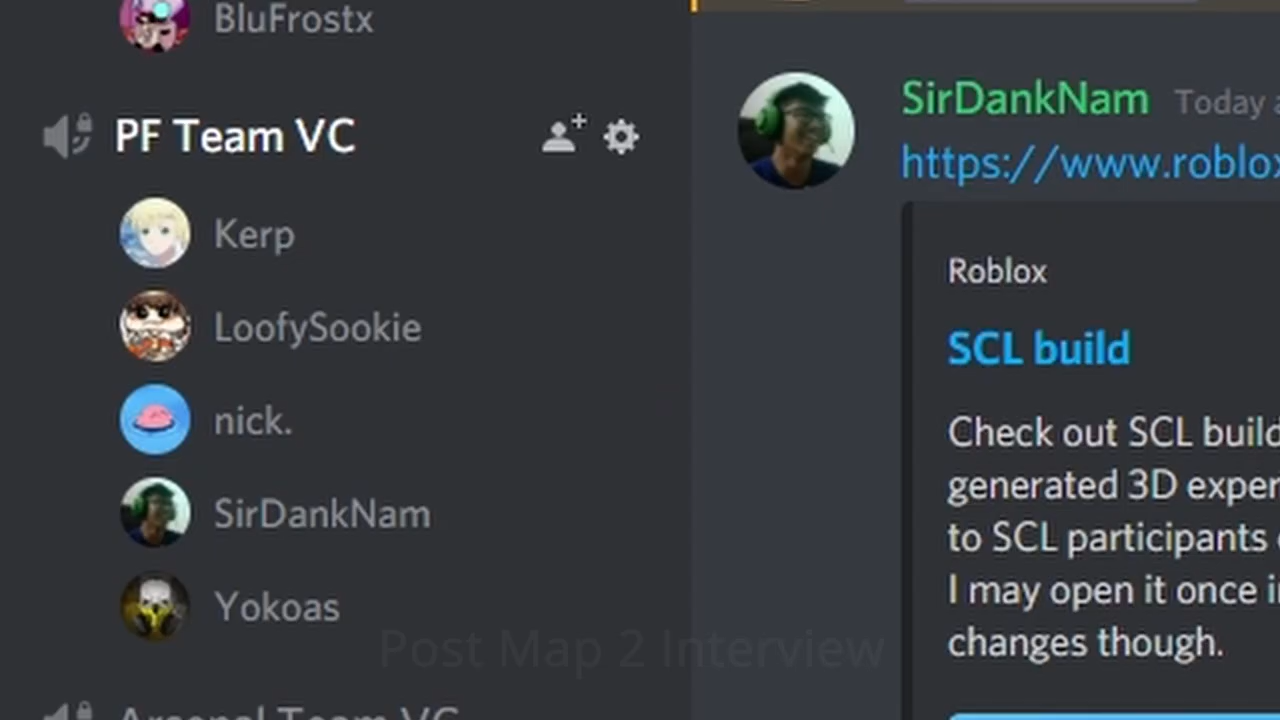 BluFrostx
PF Team VC
Kerp
LoofySookie
nick.
SirDankNam
Yokoas
Arsenal Team VC
SirDankNam Today
https://www.roblox
Roblox
SCL build
Check out SCL build
generated 3D exper
to SCL participants
I may open it once
changes though.
Post Map 2 Interview